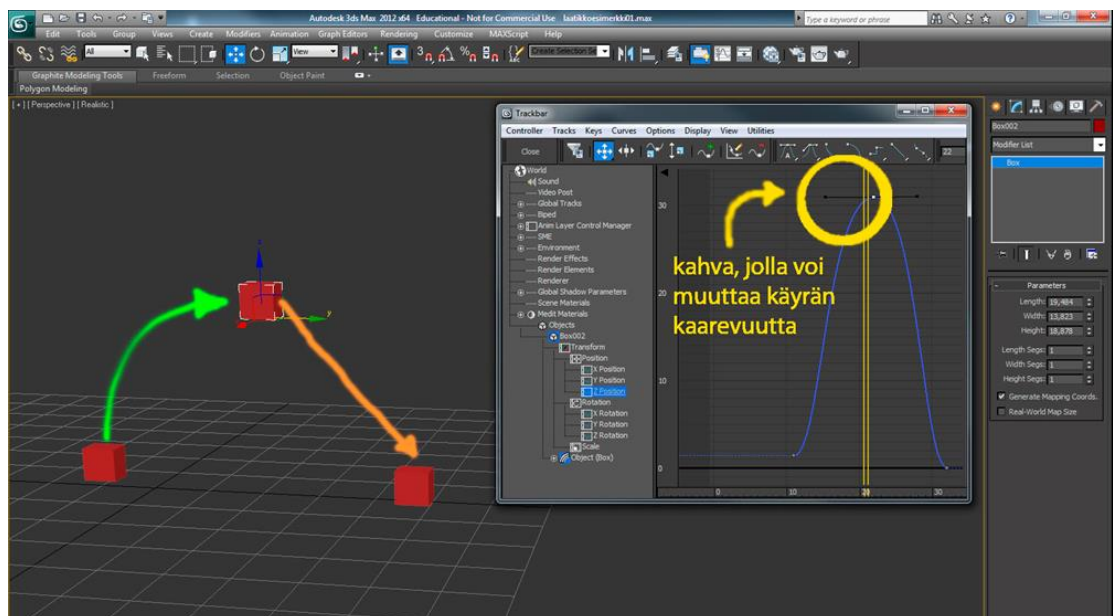 Autodesk 3ds Max 2012 x64 Educational - Not for Commercial Use laatikkoesimerkki01.max
Type a keyword or phrase
Edit Tools Group Views Create Modifiers Animation Graph Editors Rendering Customize MAXScript Help
All
View
Create Selection Se
Graphite Modeling Tools Freeform Selection Object Paint
Polygon Modeling
[ + ] [ Perspective ] [ Realistic ]
z
y
Trackbar
Controller Tracks Keys Curves Options Display View Utilities
Close
22
World
Sound
Video Post
Global Tracks
Biped
Anim Layer Control Manager
SME
Environment
Render Effects
Render Elements
Renderer
Global Shadow Parameters
Scene Materials
Medit Materials
Objects
Box002
Transform
Position
X Position
Y Position
Z Position
Rotation
X Rotation
Y Rotation
Z Rotation
Scale
Object (Box)
30
20
10
0
0 10 20 30
kahva, jolla voi
muuttaa käyrän
kaarevuutta
Box002
Modifier List
Box
Parameters
Length: 19,484
Width: 13,823
Height: 18,878
Length Segs: 1
Width Segs: 1
Height Segs: 1
Generate Mapping Coords.
Real-World Map Size